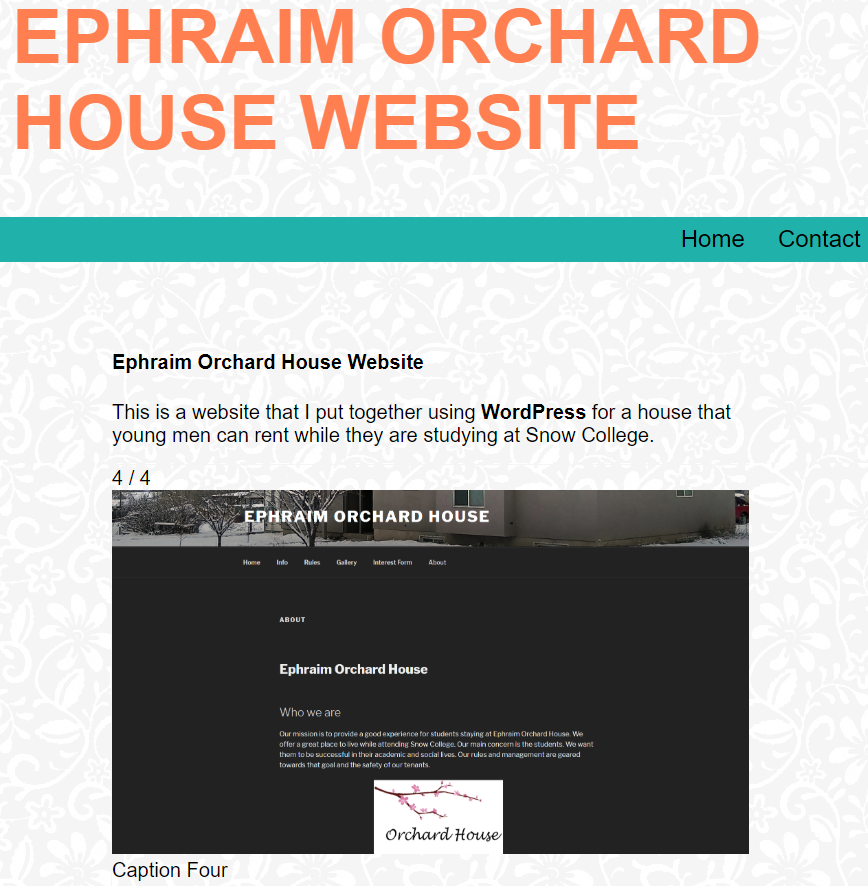 EPHRAIM ORCHARD
HOUSE WEBSITE
Home Contact
Ephraim Orchard House Website
This is a website that I put together using WordPress for a house that
young men can rent while they are studying at Snow College.
4 / 4
EPHRAIM ORCHARD HOUSE
Home Info Rules Gallery Interest Form About
ABOUT
Ephraim Orchard House
Who we are
Our mission is to provide a good experience for students staying at Ephraim Orchard House. We
offer a great place to live while attending Snow College. Our main concern is the students. We want
them to be successful in their academic and social lives. Our rules and management are geared
towards that goal and the safety of our tenants.
Orchard House
Caption Four